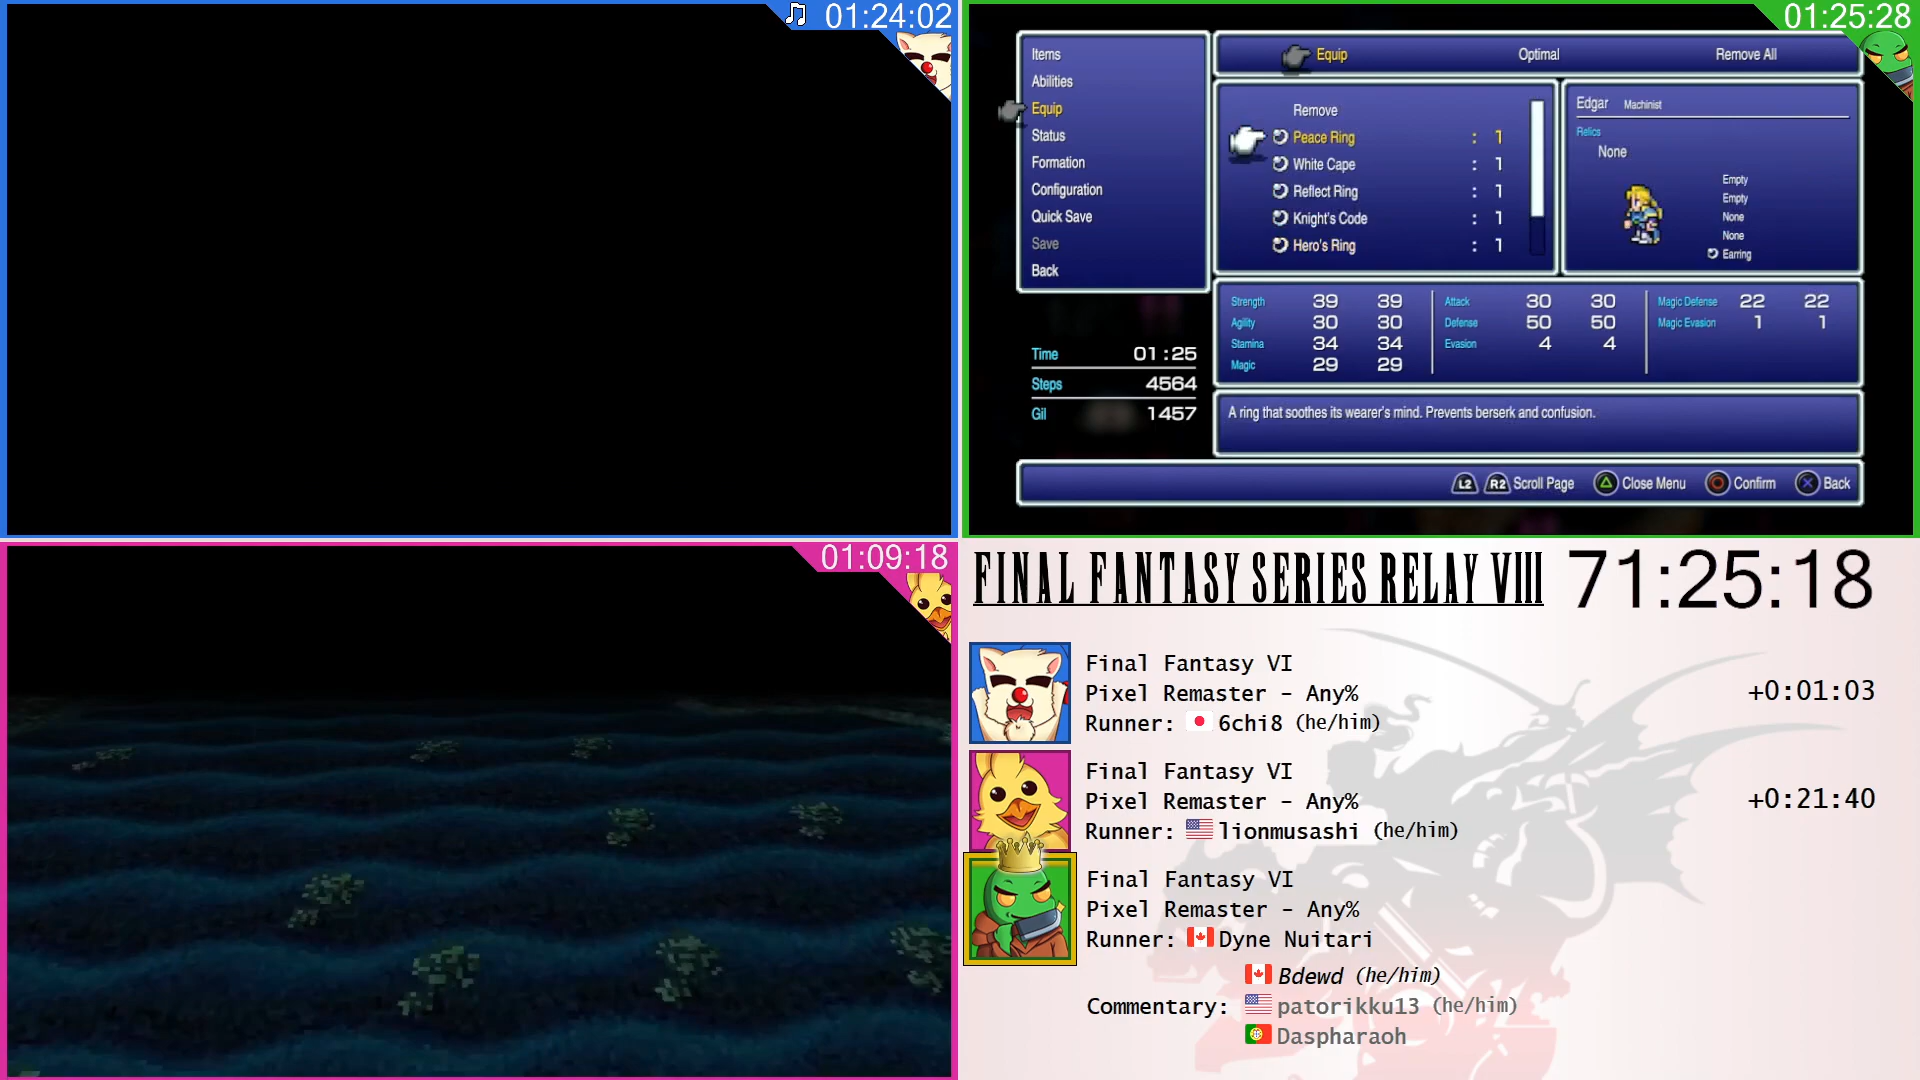 01:24:02
01:25:28
Items
Abilities
Equip
Status
Formation
Configuration
Quick Save
Save
Back
Time 01:25
Steps 4564
Gil 1457
Equip Optimal Remove All
Remove
Peace Ring : 1
White Cape : 1
Reflect Ring : 1
Knight's Code : 1
Hero's Ring : 1
Edgar Machinist
Relics
None
Empty
Empty
None
None
Earring
Strength 39 39 Attack 30 30 Magic Defense 22 22
Agility 30 30 Defense 50 50 Magic Evasion 1 1
Stamina 34 34 Evasion 4 4
Magic 29 29
A ring that soothes its wearer's mind. Prevents berserk and confusion.
L2 R2 Scroll Page Close Menu Confirm Back
01:09:18
FINAL FANTASY SERIES RELAY VIII 71:25:18
Final Fantasy VI
Pixel Remaster - Any% +0:01:03
Runner: 6chi8 (he/him)
Final Fantasy VI
Pixel Remaster - Any% +0:21:40
Runner: lionmusashi (he/him)
Final Fantasy VI
Pixel Remaster - Any%
Runner: Dyne Nuitari
Bdewd (he/him)
Commentary: patorikku13 (he/him)
Daspharaoh